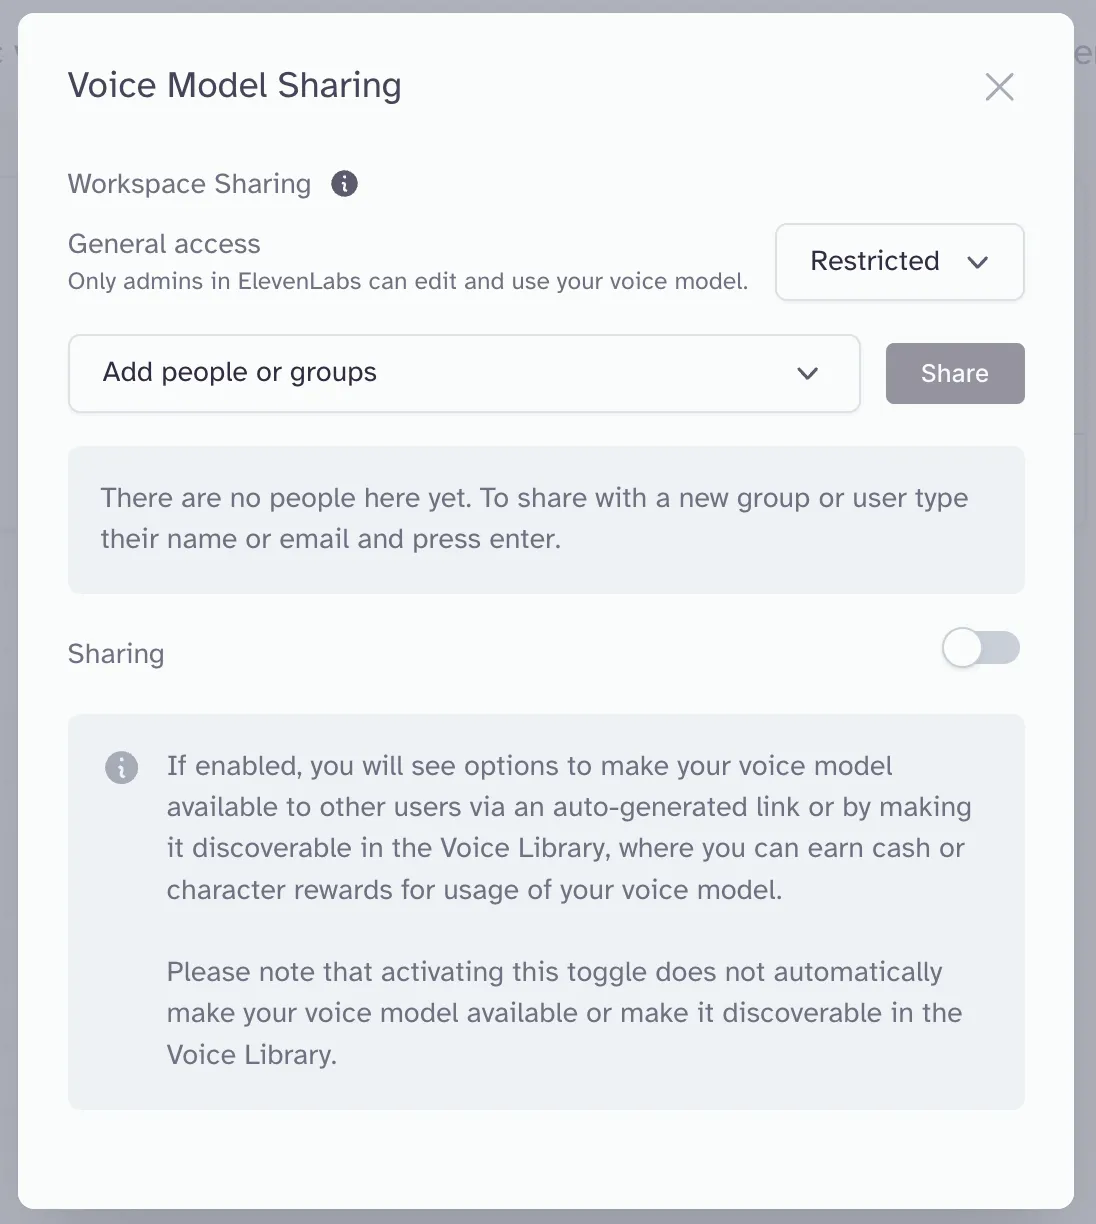 Voice Model Sharing
Workspace Sharing
General access
Only admins in ElevenLabs can edit and use your voice model.
Restricted
Add people or groups
Share
There are no people here yet. To share with a new group or user type
their name or email and press enter.
Sharing
If enabled, you will see options to make your voice model
available to other users via an auto-generated link or by making
it discoverable in the Voice Library, where you can earn cash or
character rewards for usage of your voice model.
Please note that activating this toggle does not automatically
make your voice model available or make it discoverable in the
Voice Library.